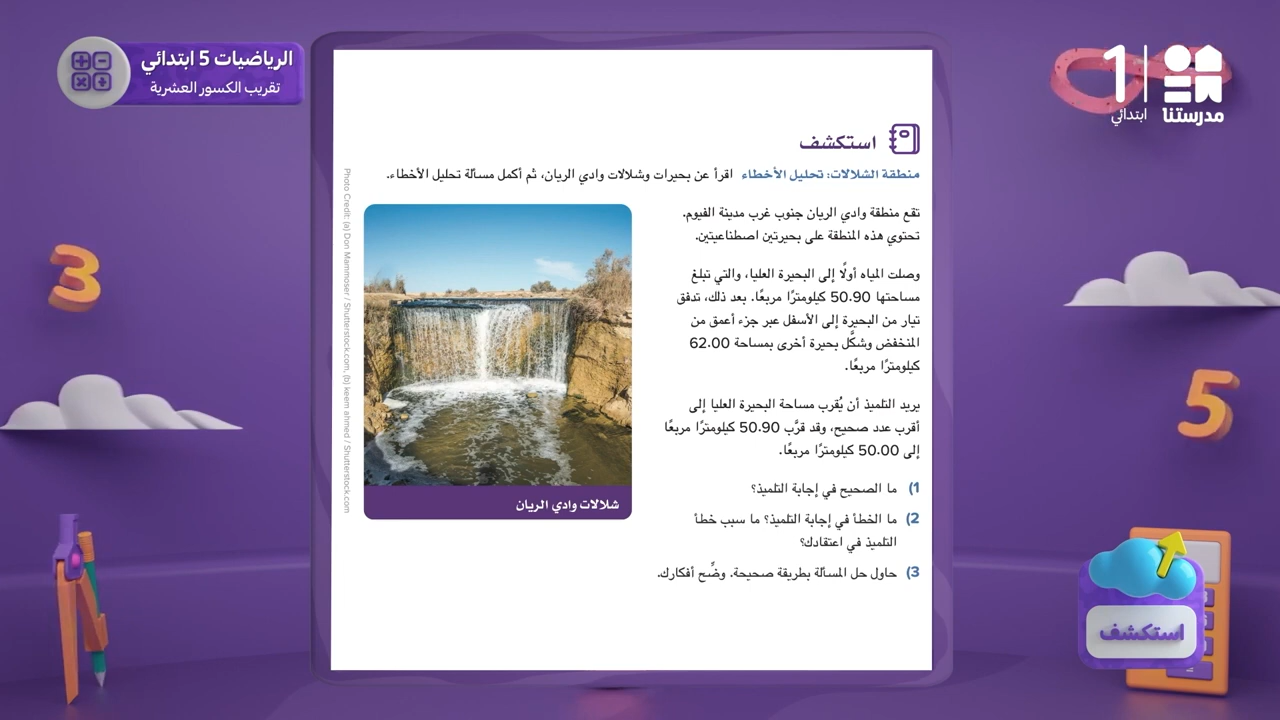 الرياضيات 5 ابتدائي
تقريب الكسور العشرية
1
ابتدائي
مدرستنا
استكشف
منطقة الشلالات: تحليل الأخطاء اقرأ عن بحيرات وشلالات وادي الريان، ثم أكمل مسألة تحليل الأخطاء.
تقع منطقة وادي الريان جنوب غرب مدينة الفيوم.
تحتوي هذه المنطقة على بحيرتين اصطناعيتين.
وصلت المياه أولًا إلى البحيرة العليا، والتي تبلغ
مساحتها 50.90 كيلومترًا مربعًا. بعد ذلك، تدفق
تيار من البحيرة إلى الأسفل عبر جزء أعمق من
المنخفض وشكَّل بحيرة أخرى بمساحة 62.00
كيلومترًا مربعًا.
يريد التلميذ أن يُقرب مساحة البحيرة العليا إلى
أقرب عدد صحيح، وقد قرَّب 50.90 كيلومترًا مربعًا
إلى 50.00 كيلومترًا مربعًا.
1) ما الصحيح في إجابة التلميذ؟
2) ما الخطأ في إجابة التلميذ؟ ما سبب خطأ
التلميذ في اعتقادك؟
3) حاول حل المسألة بطريقة صحيحة. وضِّح أفكارك.
شلالات وادي الريان
Photo Credit: (a) Don Mammoser / Shutterstock.com, (b) keem ahmed / Shutterstock.com
3
5
استكشف